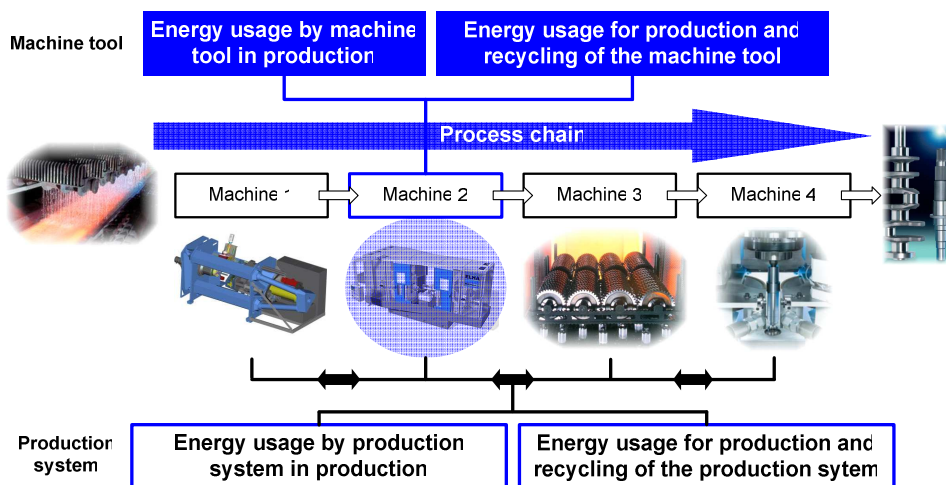 Machine tool
Energy usage by machine
tool in production
Energy usage for production and
recycling of the machine tool
Process chain
Machine 1
Machine 2
Machine 3
Machine 4
Production
system
Energy usage by production
system in production
Energy usage for production and
recycling of the production sytem